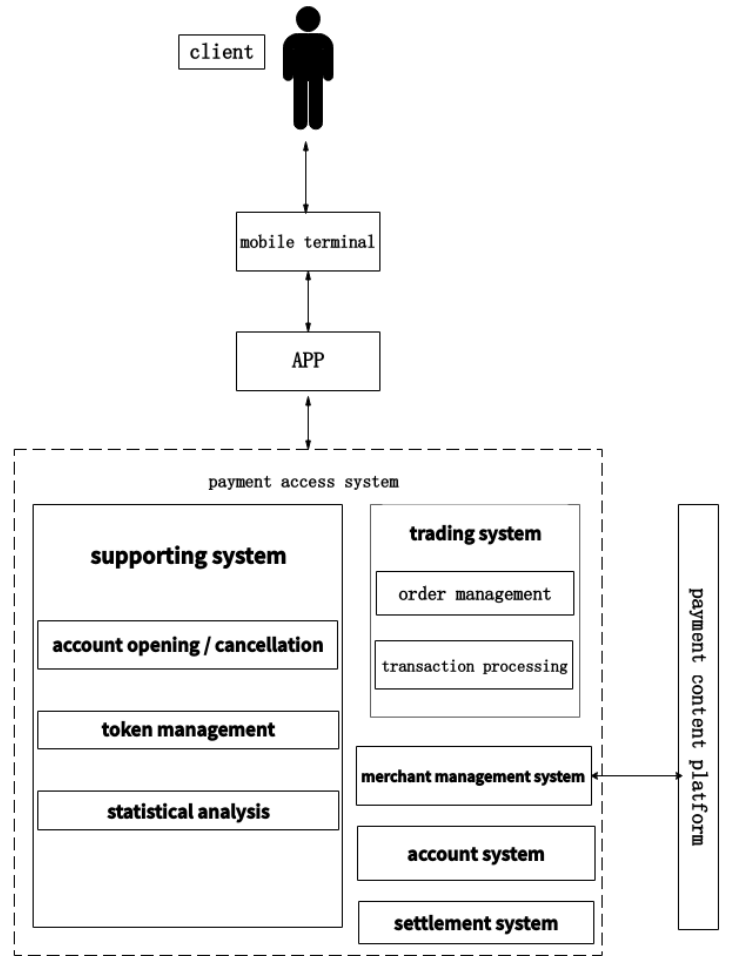 client
mobile terminal
APP
payment access system
supporting system
account opening / cancellation
token management
statistical analysis
trading system
order management
transaction processing
merchant management system
account system
settlement system
payment content platform